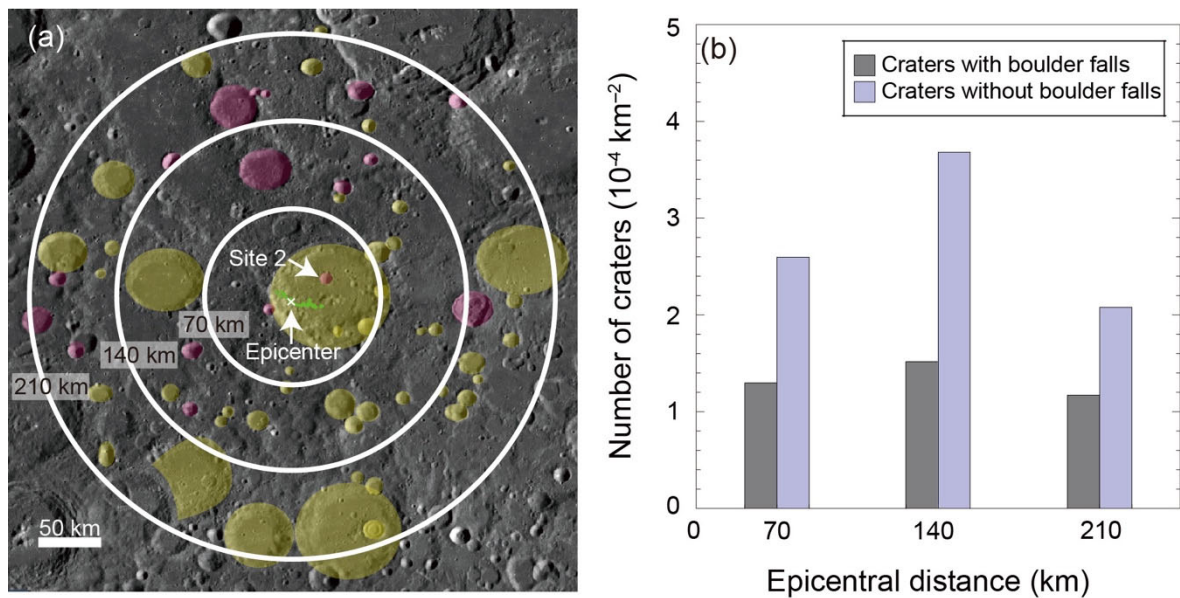 (a)
Site 2
70 km
Epicenter
140 km
210 km
50 km
(b)
Craters with boulder falls
Craters without boulder falls
Number of craters (10⁻⁴ km⁻²)
5
4
3
2
1
0
0 70 140 210
Epicentral distance (km)